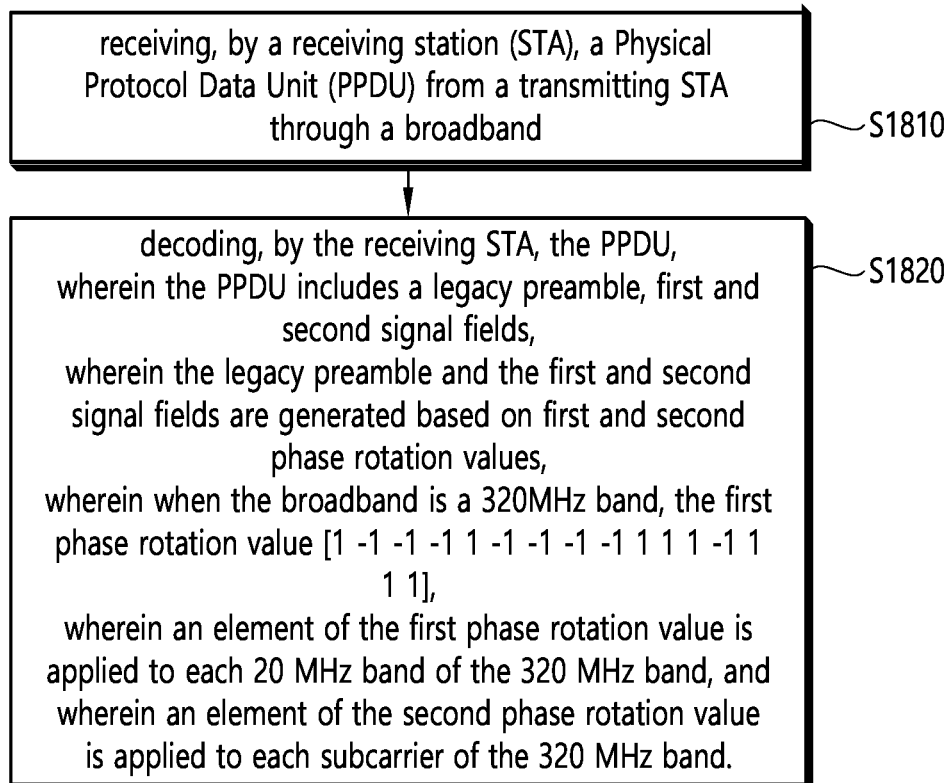 receiving, by a receiving station (STA), a Physical
Protocol Data Unit (PPDU) from a transmitting STA
through a broadband
S1810
decoding, by the receiving STA, the PPDU,
wherein the PPDU includes a legacy preamble, first and
second signal fields,
wherein the legacy preamble and the first and second
signal fields are generated based on first and second
phase rotation values,
wherein when the broadband is a 320MHz band, the first
phase rotation value [1 -1 -1 -1 1 -1 -1 -1 -1 1 1 1 -1 1
1 1],
wherein an element of the first phase rotation value is
applied to each 20 MHz band of the 320 MHz band, and
wherein an element of the second phase rotation value
is applied to each subcarrier of the 320 MHz band.
S1820